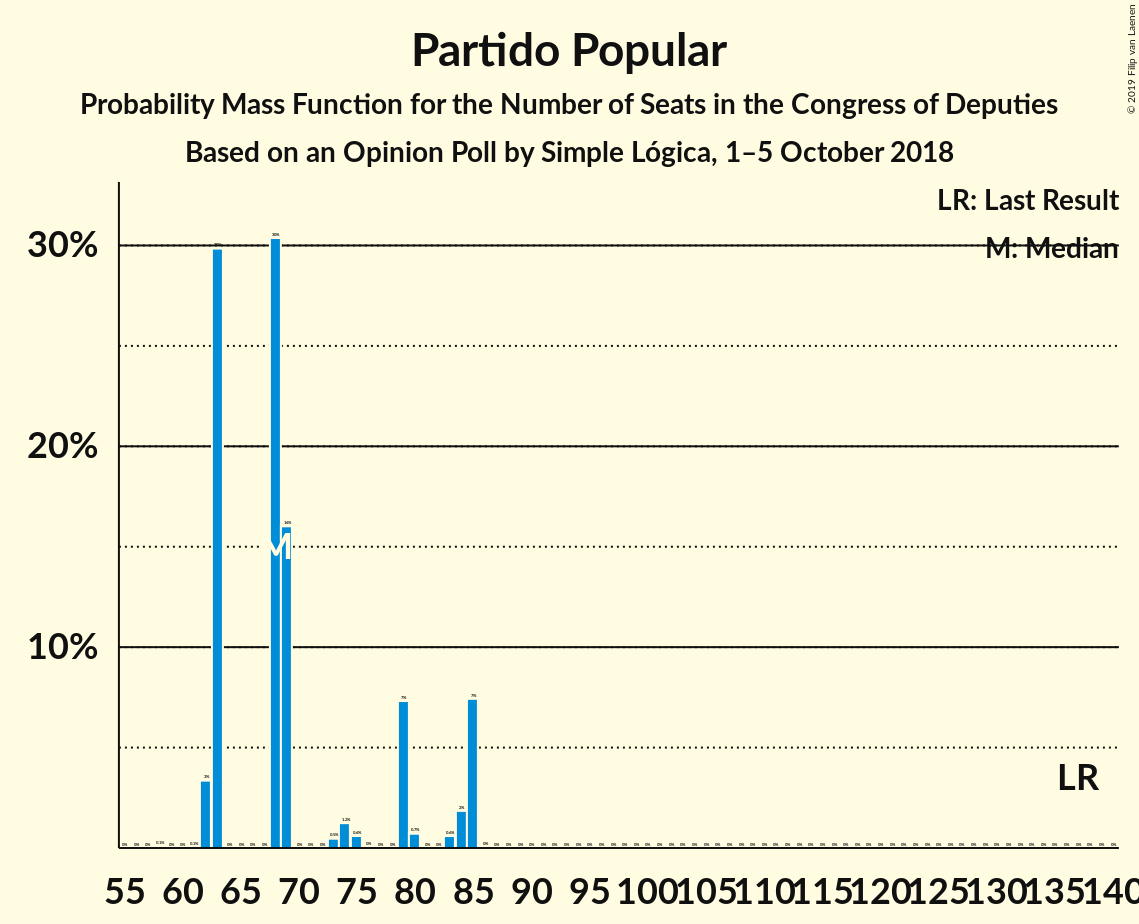 Partido Popular
Probability Mass Function for the Number of Seats in the Congress of Deputies
Based on an Opinion Poll by Simple Lógica, 1–5 October 2018
© 2019 Filip van Laenen
LR: Last Result
M: Median
30%
20%
10%
M
LR
55 60 65 70 75 80 85 90 95 100 105 110 115 120 125 130 135 140